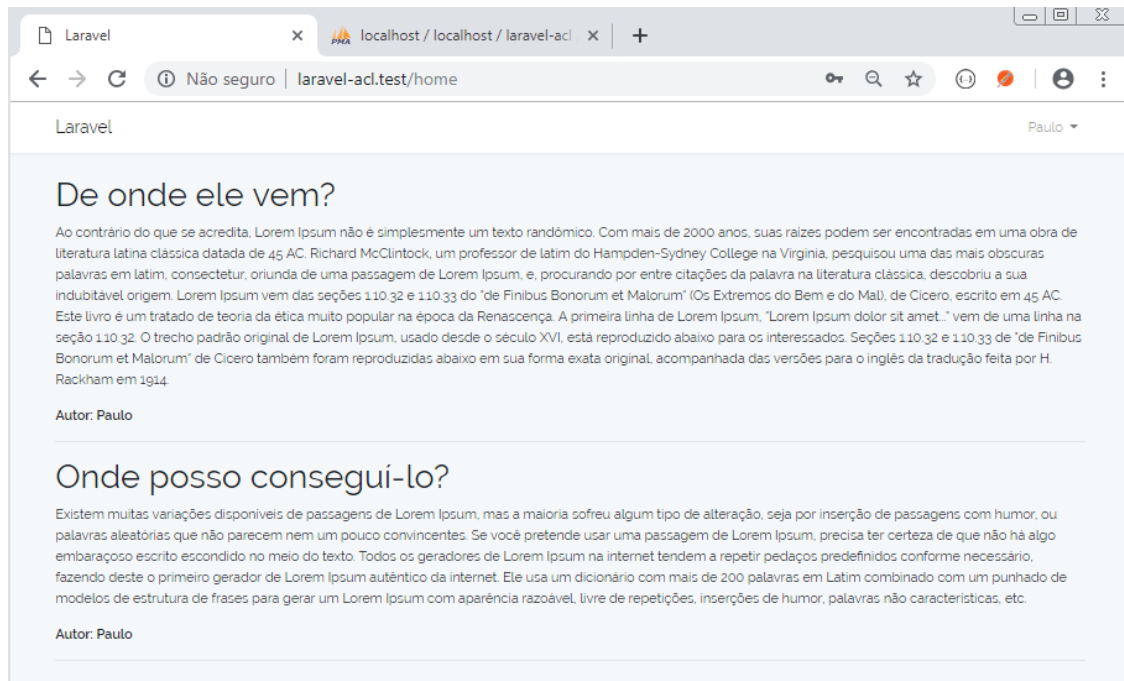 Laravel
localhost / localhost / laravel-acl
Não seguro
laravel-acl.test/home
Laravel
Paulo
De onde ele vem?
Ao contrário do que se acredita, Lorem Ipsum não é simplesmente um texto randômico. Com mais de 2000 anos, suas raízes podem ser encontradas em uma obra de
literatura latina clássica datada de 45 AC. Richard McClintock, um professor de latim do Hampden-Sydney College na Virginia, pesquisou uma das mais obscuras
palavras em latim, consectetur, oriunda de uma passagem de Lorem Ipsum, e, procurando por entre citações da palavra na literatura clássica, descobriu a sua
indubitável origem. Lorem Ipsum vem das seções 1.10.32 e 1.10.33 do "de Finibus Bonorum et Malorum" (Os Extremos do Bem e do Mal), de Cícero, escrito em 45 AC.
Este livro é um tratado de teoria da ética muito popular na época da Renascença. A primeira linha de Lorem Ipsum, "Lorem Ipsum dolor sit amet..." vem de uma linha na
seção 1.10.32. O trecho padrão original de Lorem Ipsum, usado desde o século XVI, está reproduzido abaixo para os interessados. Seções 1.10.32 e 1.10.33 de "de Finibus
Bonorum et Malorum" de Cicero também foram reproduzidas abaixo em sua forma exata original, acompanhada das versões para o inglês da tradução feita por H.
Rackham em 1914.
Autor: Paulo
Onde posso conseguí-lo?
Existem muitas variações disponíveis de passagens de Lorem Ipsum, mas a maioria sofreu algum tipo de alteração, seja por inserção de passagens com humor, ou
palavras aleatórias que não parecem nem um pouco convincentes. Se você pretende usar uma passagem de Lorem Ipsum, precisa ter certeza de que não há algo
embaraçoso escrito escondido no meio do texto. Todos os geradores de Lorem Ipsum na internet tendem a repetir pedaços predefinidos conforme necessário,
fazendo deste o primeiro gerador de Lorem Ipsum autêntico da internet. Ele usa um dicionário com mais de 200 palavras em Latim combinado com um punhado de
modelos de estrutura de frases para gerar um Lorem Ipsum com aparência razoável, livre de repetições, inserções de humor, palavras não características, etc.
Autor: Paulo